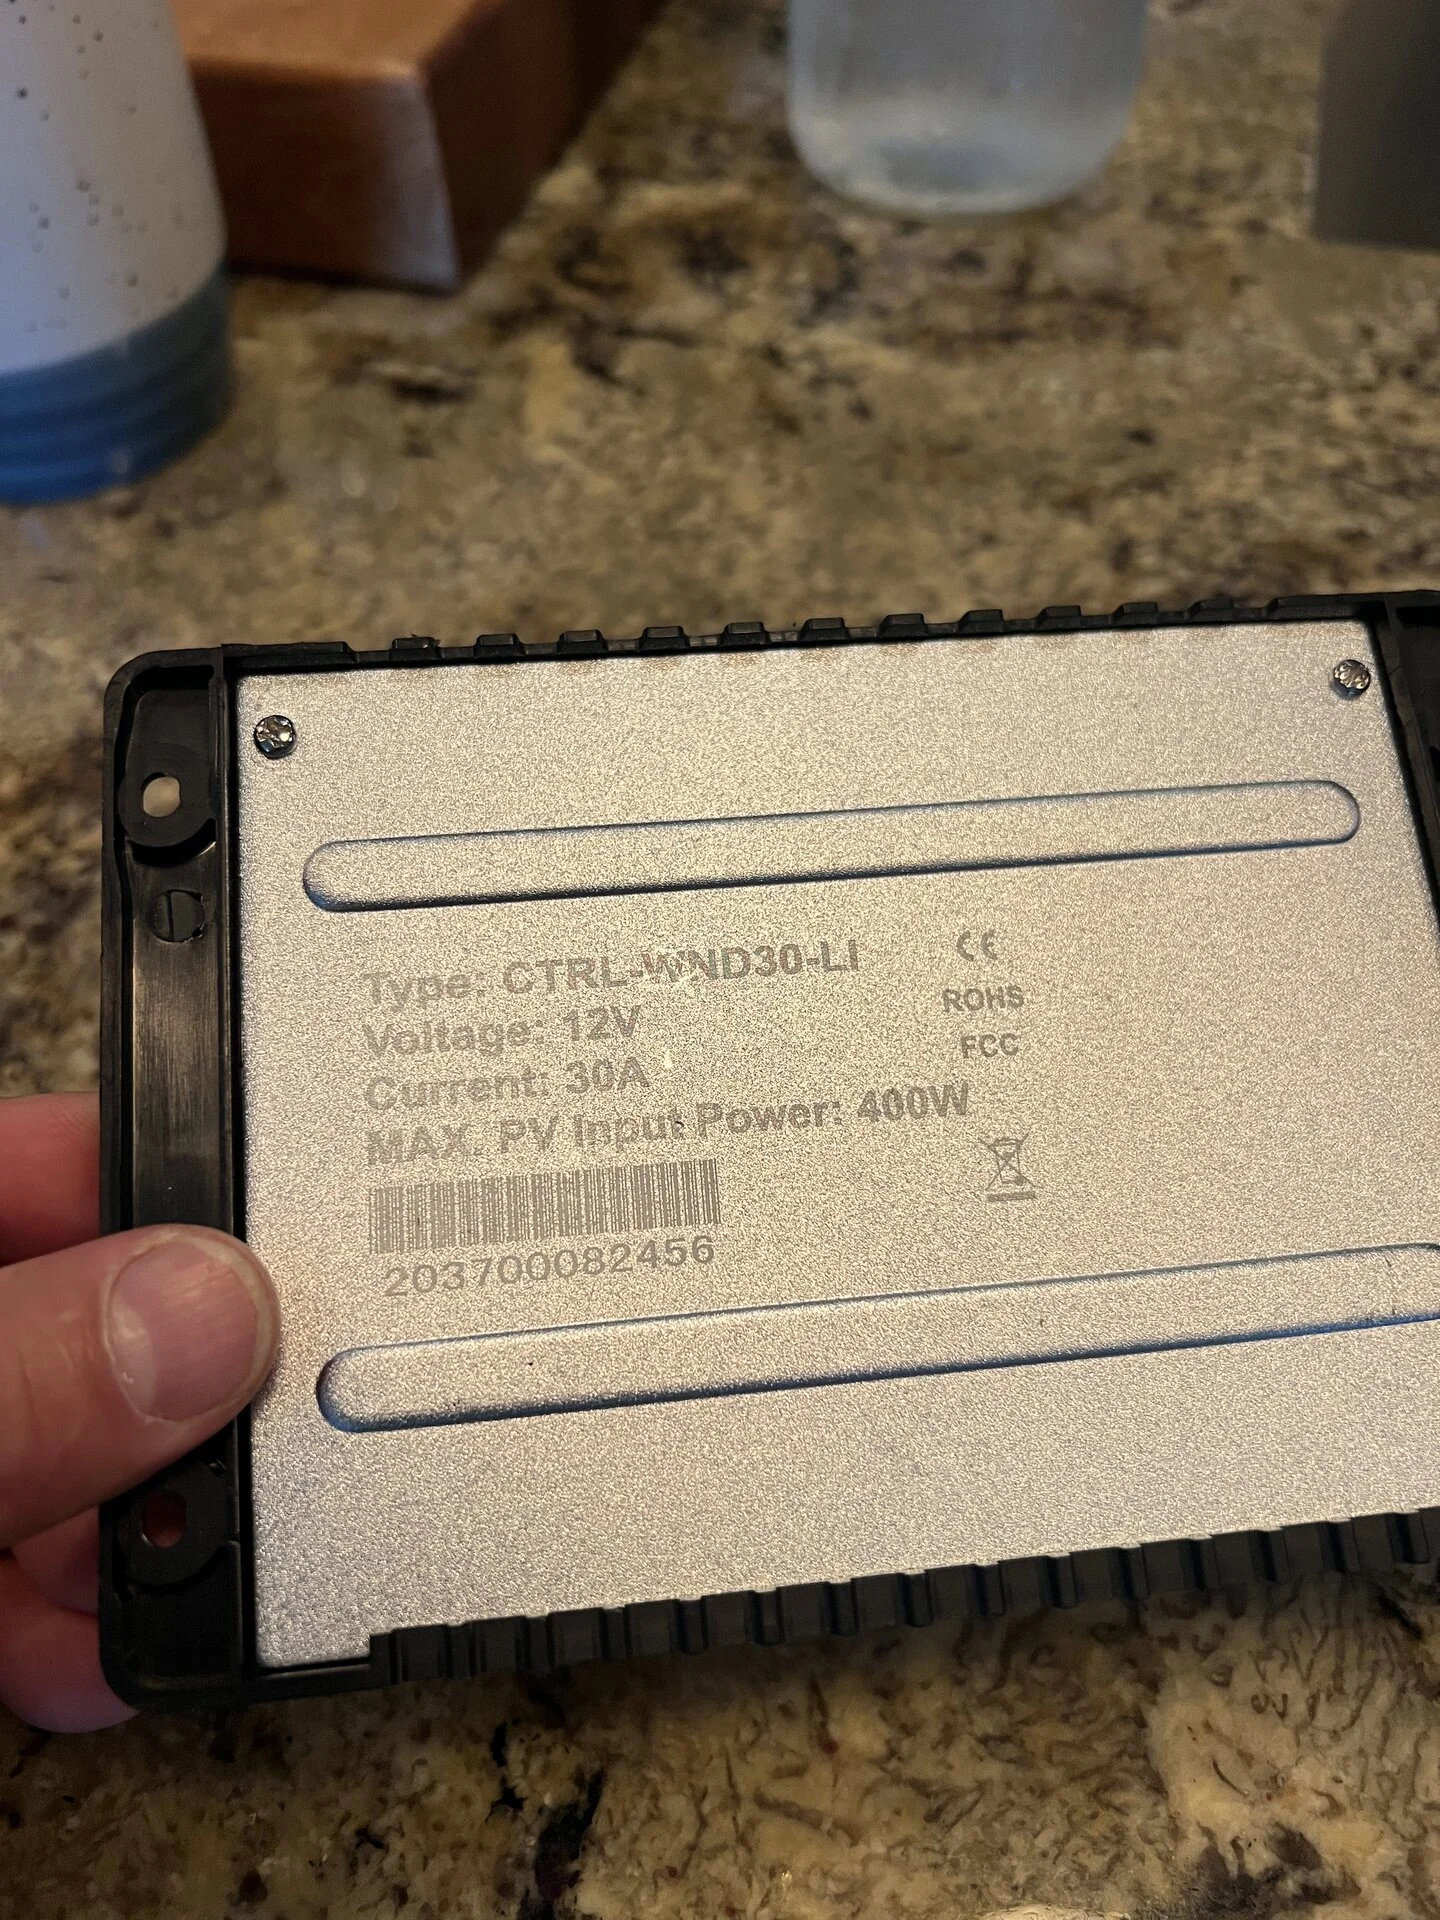 Type: CTRL-WND30-LI
Voltage: 12V
Current: 30A
MAX. PV Input Power: 400W
203700082456
CE
ROHS
FCC